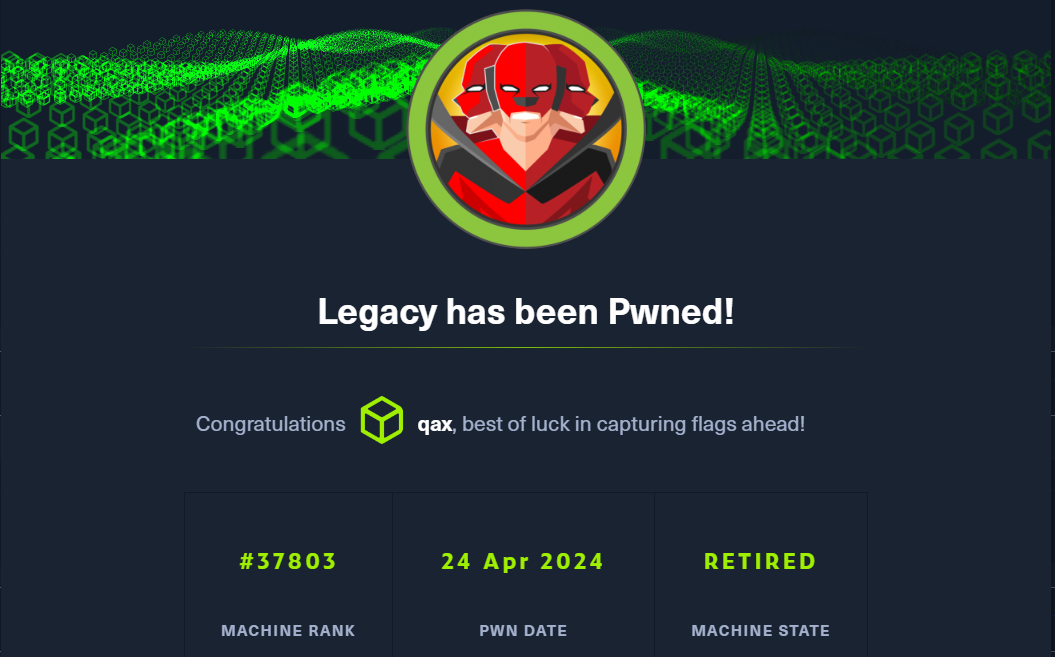 Legacy has been Pwned!
Congratulations qax, best of luck in capturing flags ahead!
#37803 24 Apr 2024 RETIRED
MACHINE RANK PWN DATE MACHINE STATE